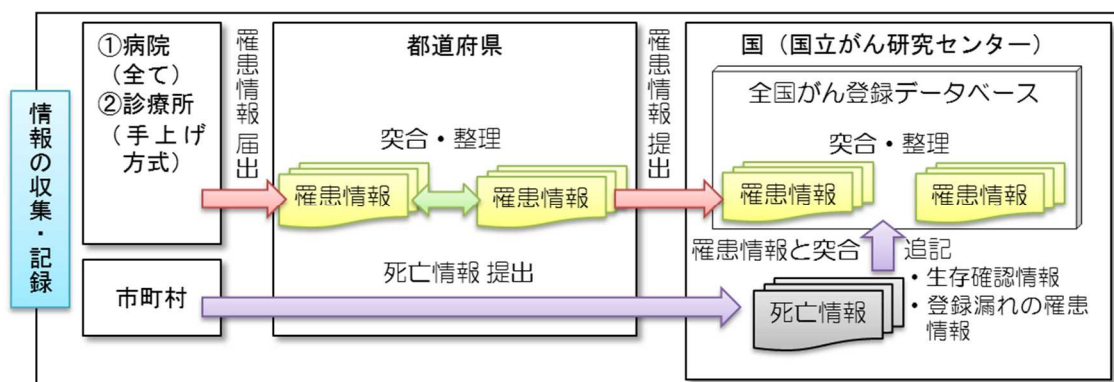 情報の収集・記録
①病院
（全て）
②診療所
（手上げ
方式）
罹患情報 届出
都道府県
突合・整理
罹患情報
罹患情報
罹患情報 提出
国（国立がん研究センター）
全国がん登録データベース
突合・整理
罹患情報
罹患情報
罹患情報と突合
追記
・生存確認情報
・登録漏れの罹患
情報
市町村
死亡情報 提出
死亡情報